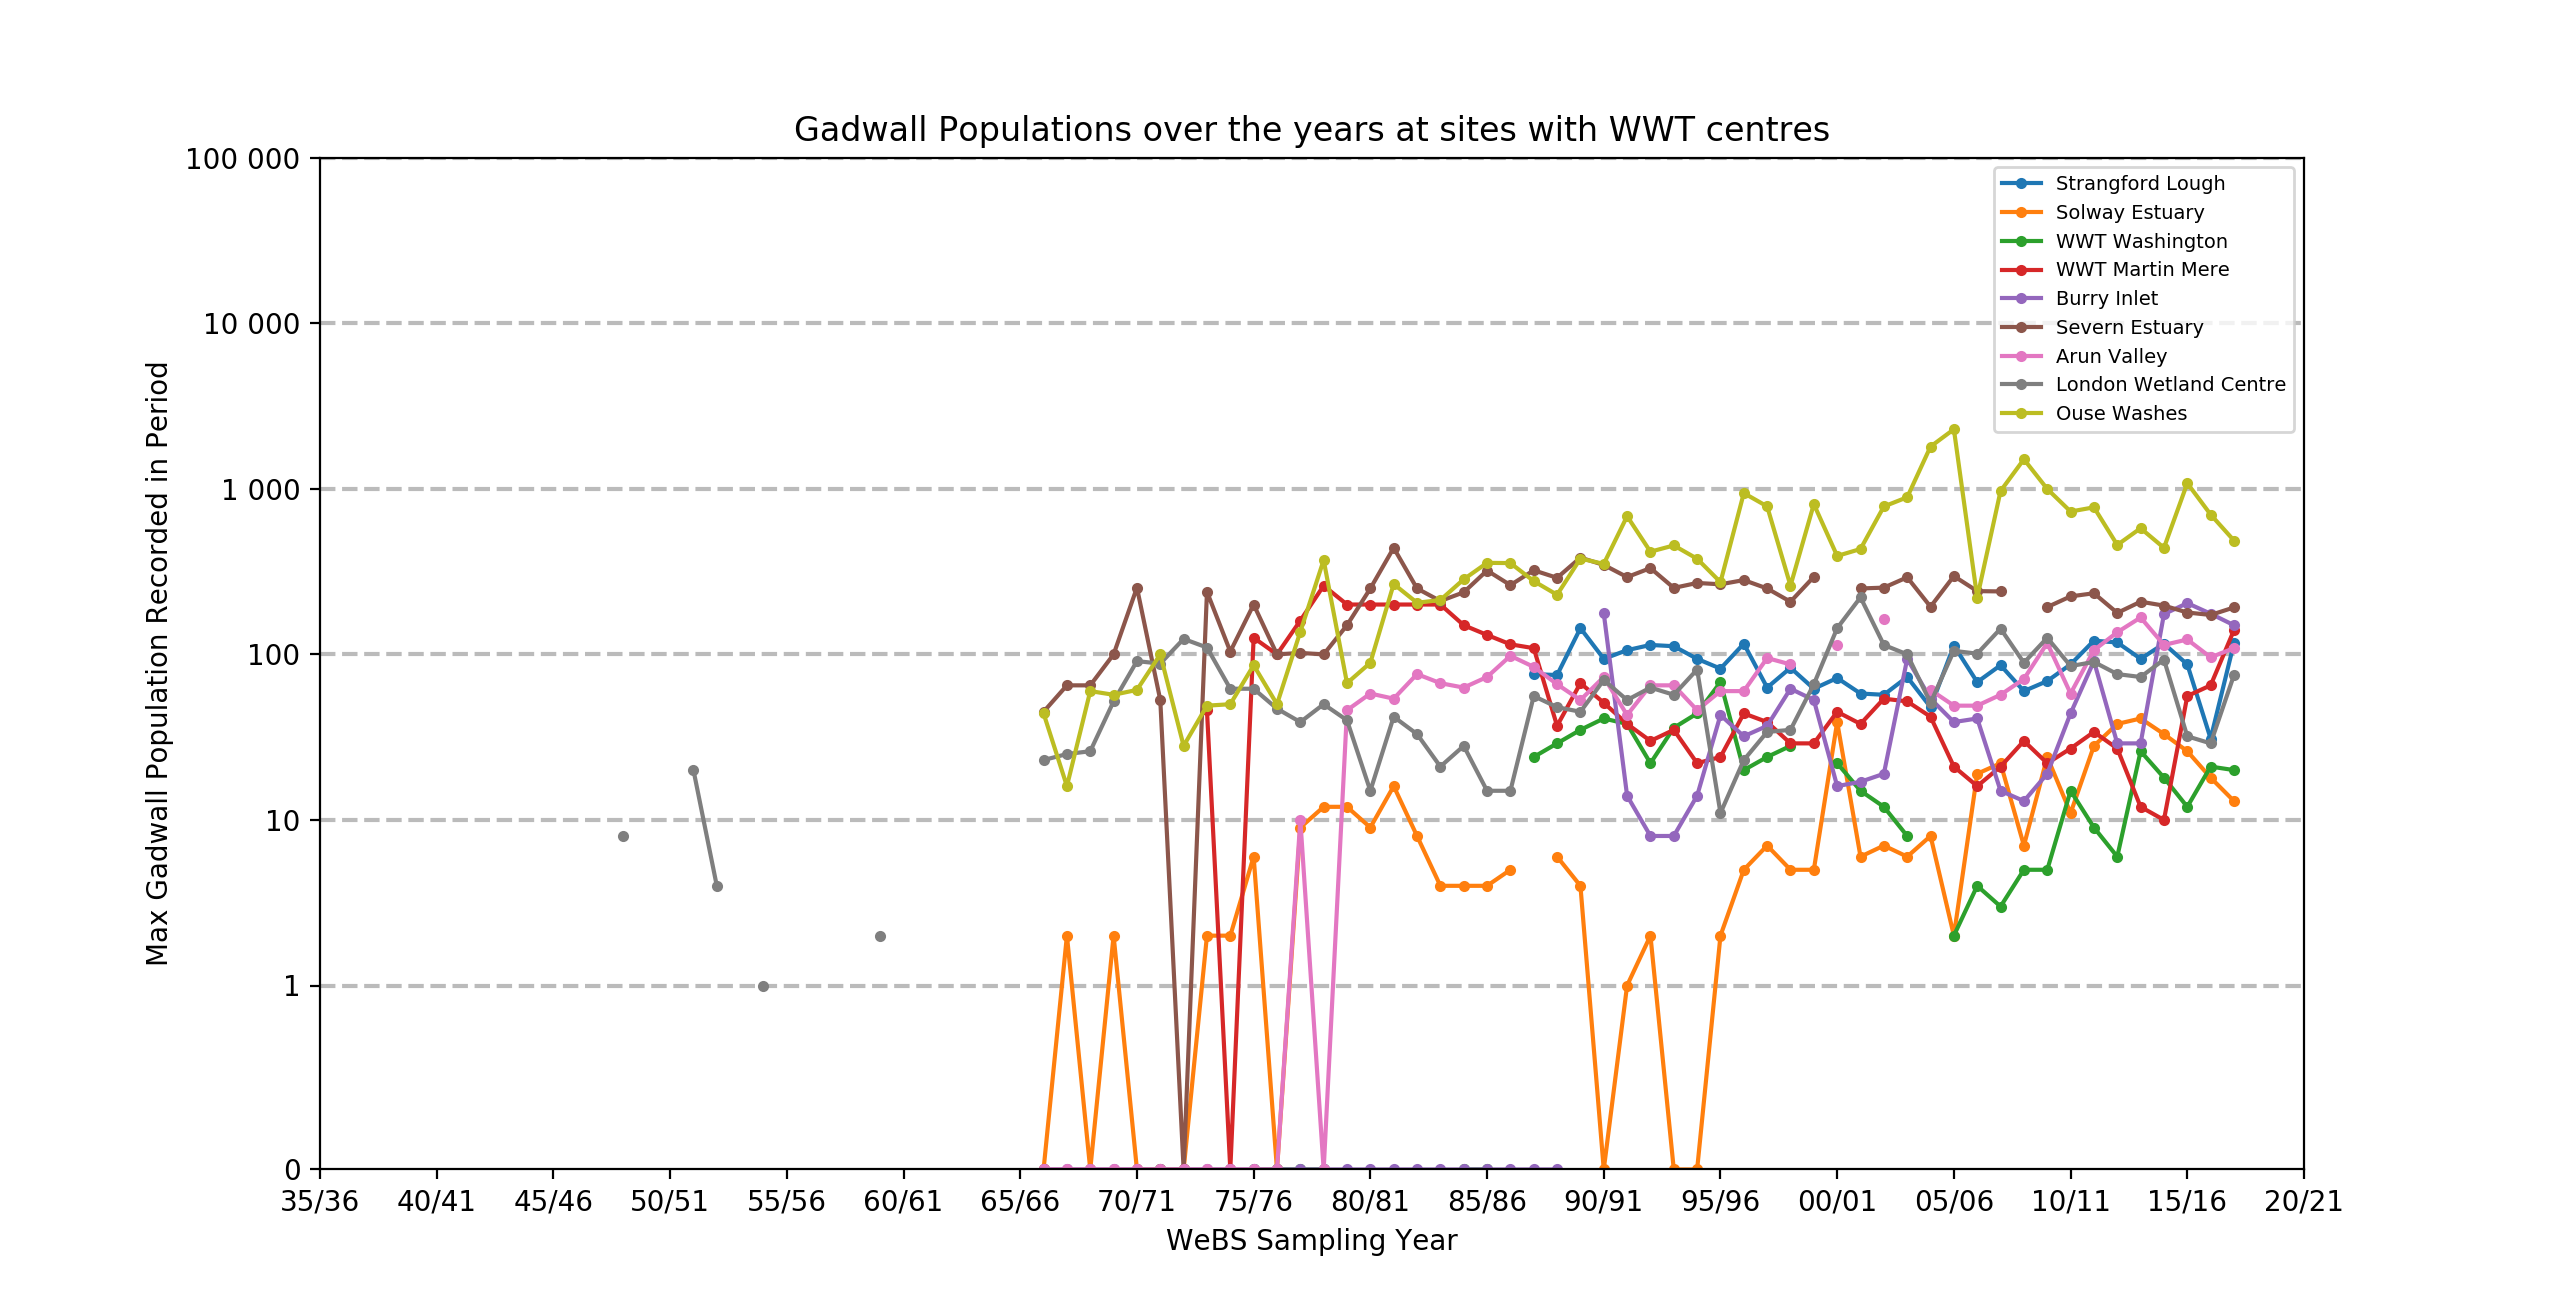 Gadwall Populations over the years at sites with WWT centres
100 000
10 000
1 000
100
10
1
0
Max Gadwall Population Recorded in Period
Strangford Lough
Solway Estuary
WWT Washington
WWT Martin Mere
Burry Inlet
Severn Estuary
Arun Valley
London Wetland Centre
Ouse Washes
35/36 40/41 45/46 50/51 55/56 60/61 65/66 70/71 75/76 80/81 85/86 90/91 95/96 00/01 05/06 10/11 15/16 20/21
WeBS Sampling Year